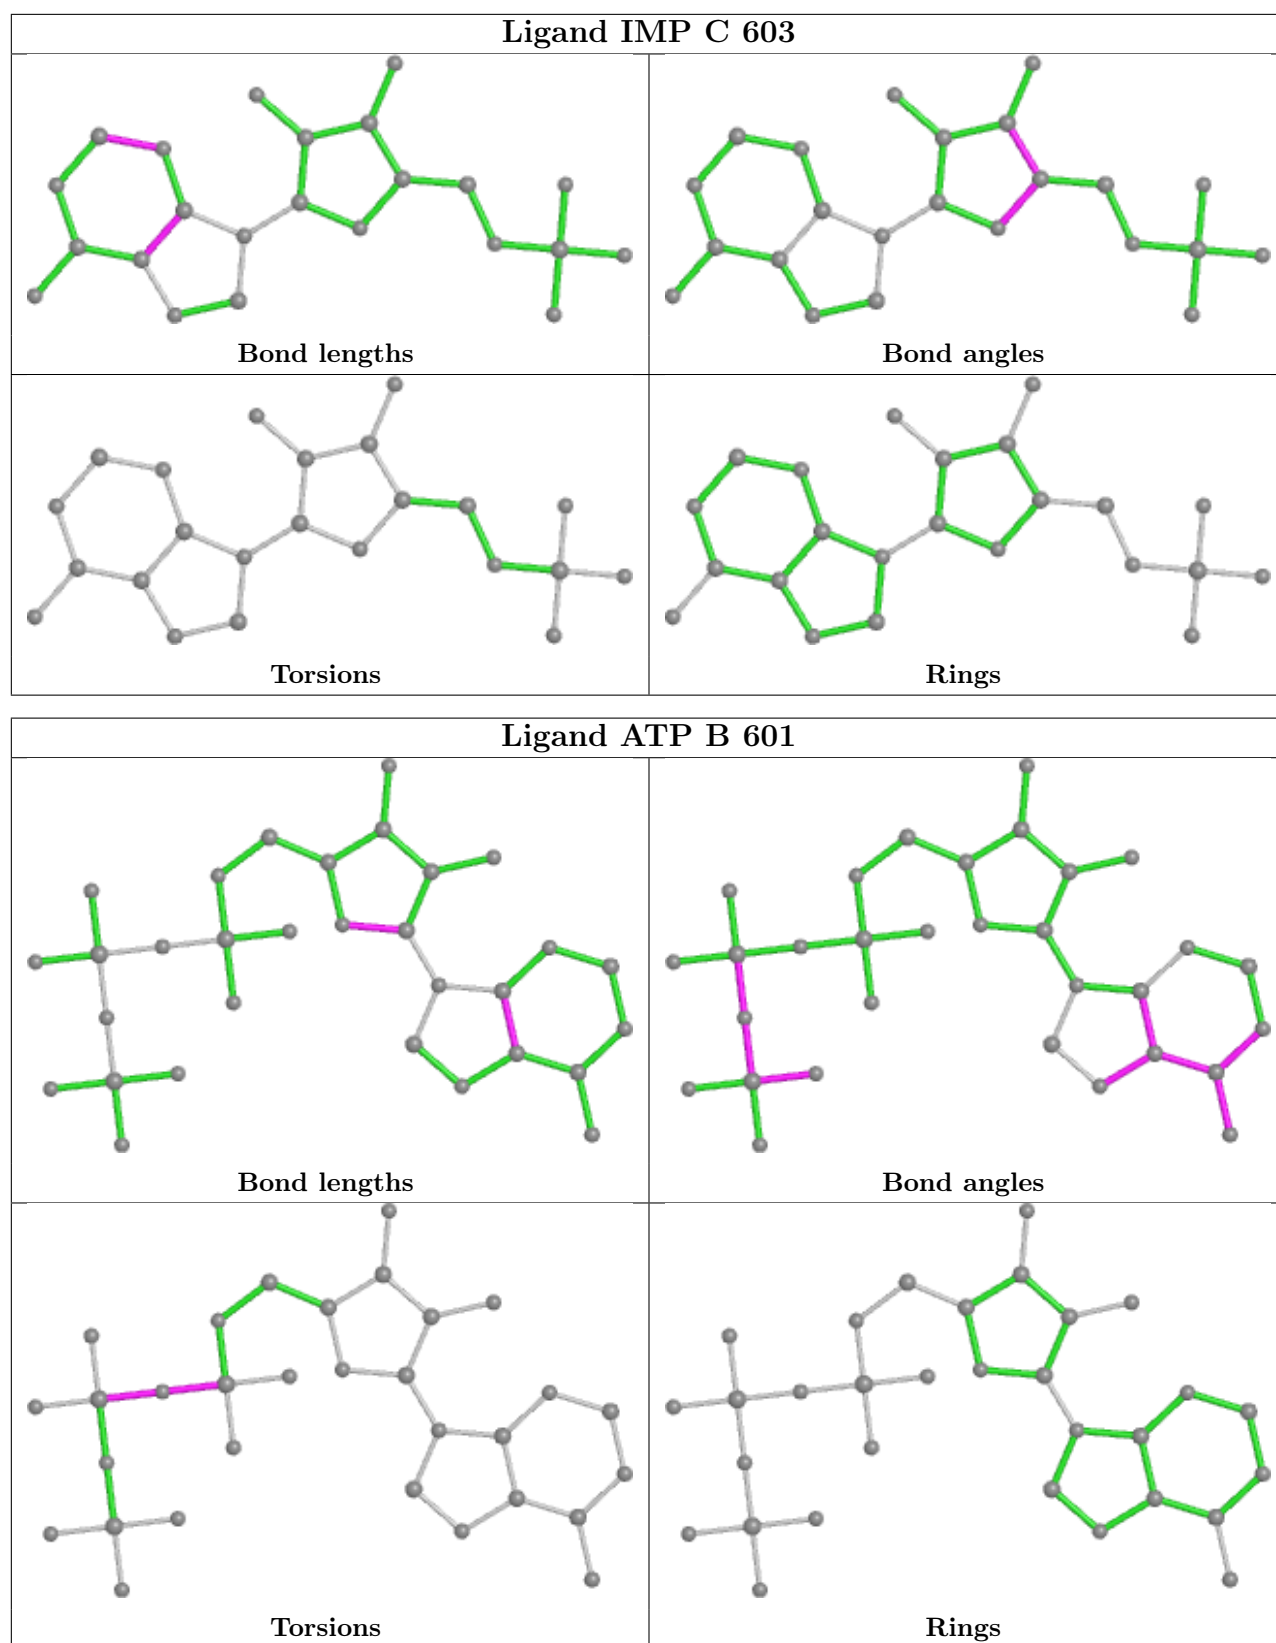 Ligand IMP C 603
Bond lengths
Bond angles
Torsions
Rings
Ligand ATP B 601
Bond lengths
Bond angles
Torsions
Rings